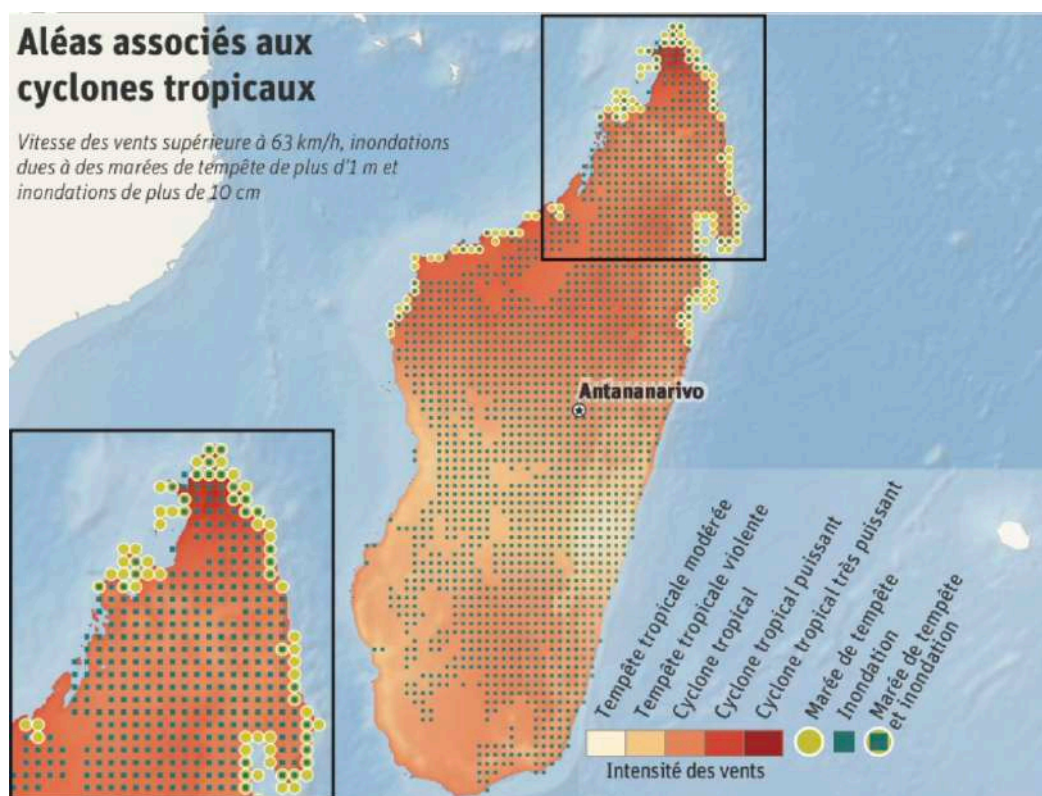 Aléas associés aux
cyclones tropicaux
Vitesse des vents supérieure à 63 km/h, inondations
dues à des marées de tempête de plus d'1 m et
inondations de plus de 10 cm
Antananarivo
Tempête tropicale modérée
Tempête tropicale violente
Cyclone tropical
Cyclone tropical puissant
Cyclone tropical très puissant
Marée de tempête
Inondation
Marée de tempête
et inondation
Intensité des vents